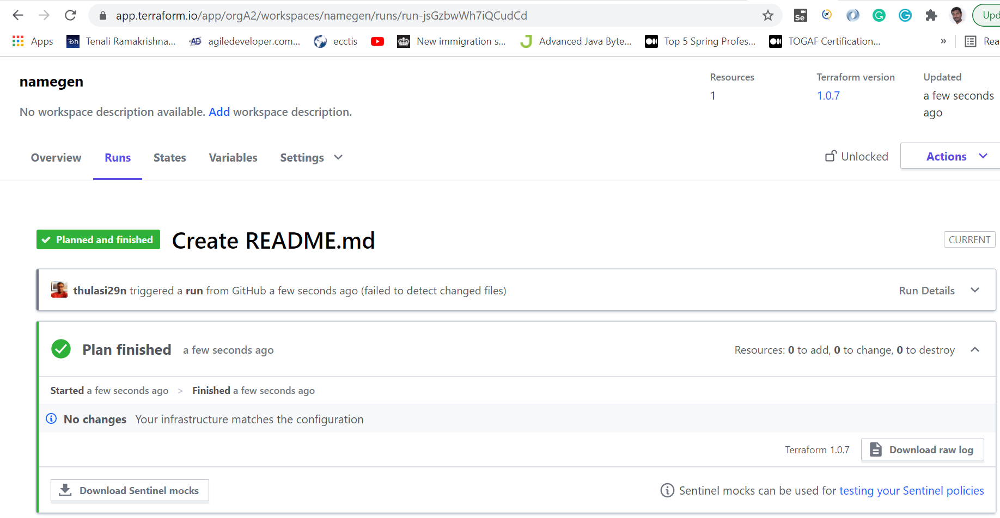 app.terraform.io/app/orgA2/workspaces/namegen/runs/run-jsGzbwWh7iQCudCd
Se
Upd
Apps
Dh Tenali Ramakrishna...
AD agiledeveloper.com...
ecctis
New immigration s...
Advanced Java Byte...
Top 5 Spring Profes...
TOGAF Certification...
»
Rea
namegen
No workspace description available. Add workspace description.
Resources
1
Terraform version
1.0.7
Updated
a few seconds
ago
Overview
Runs
States
Variables
Settings
Unlocked
Actions
Planned and finished
Create README.md
CURRENT
thulasi29n triggered a run from GitHub a few seconds ago (failed to detect changed files)
Run Details
Plan finished a few seconds ago
Resources: 0 to add, 0 to change, 0 to destroy
Started a few seconds ago > Finished a few seconds ago
No changes Your infrastructure matches the configuration
Terraform 1.0.7
Download raw log
Download Sentinel mocks
Sentinel mocks can be used for testing your Sentinel policies